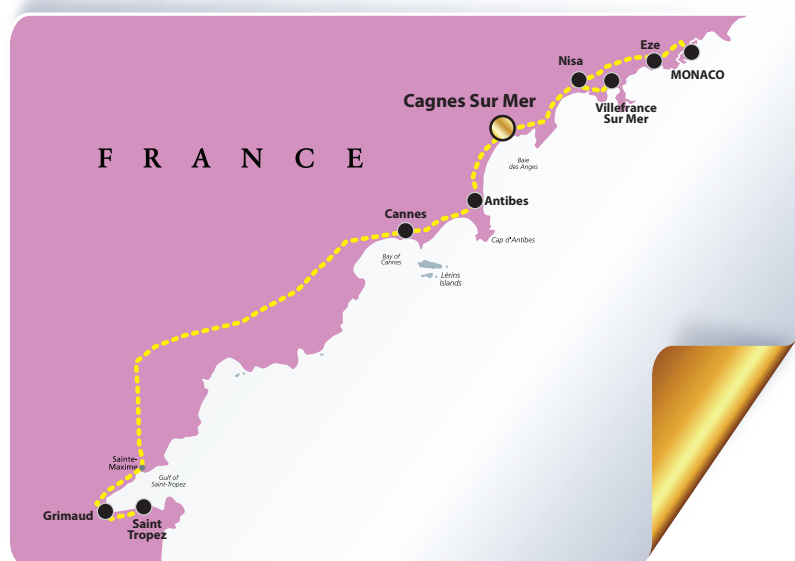 Eze
MONACO
Nisa
Villefrance
Sur Mer
Cagnes Sur Mer
FRANCE
Baie
des Anges
Antibes
Cannes
Cap d'Antibes
Bay of
Cannes
Lérins
Islands
Sainte-
Maxime
Gulf of
Saint-Tropez
Grimaud
Saint
Tropez